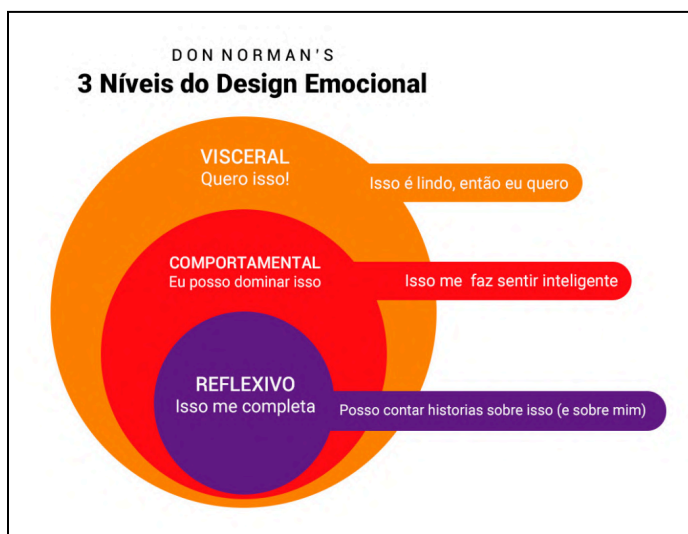 DON NORMAN'S
3 Níveis do Design Emocional
VISCERAL
Quero isso!
Isso é lindo, então eu quero
COMPORTAMENTAL
Eu posso dominar isso
Isso me faz sentir inteligente
REFLEXIVO
Isso me completa
Posso contar historias sobre isso (e sobre mim)